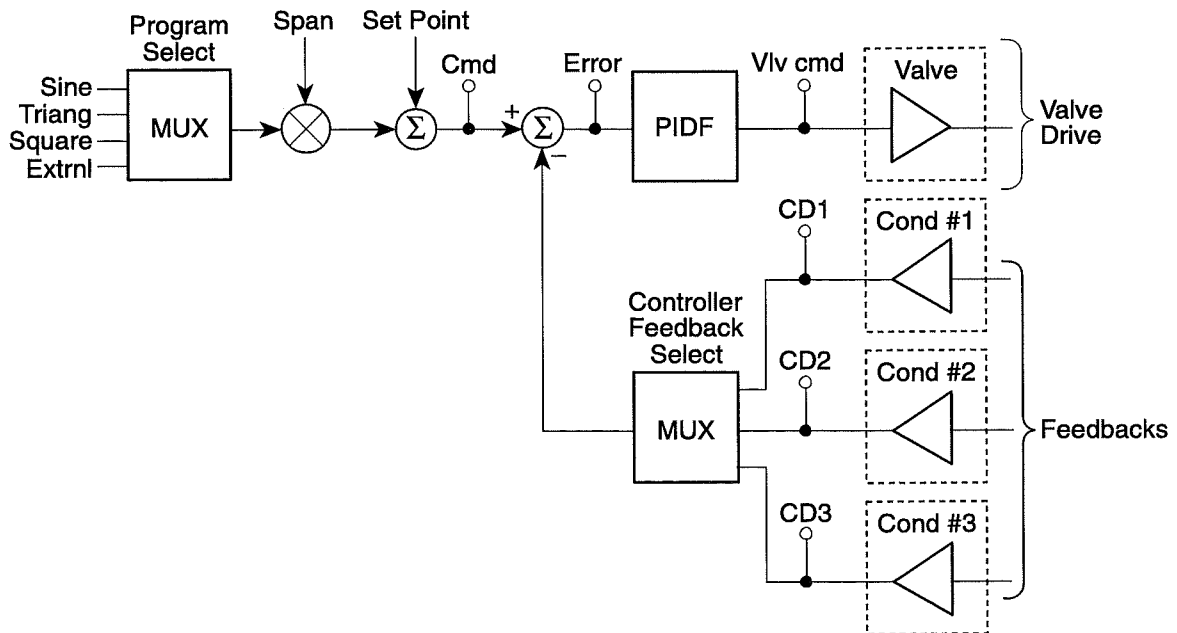 Program
Select
Span
Set Point
Cmd
Error
Vlv cmd
Valve
Sine
Triang
Square
Extrnl
MUX
Σ
+
Σ
−
PIDF
Valve
Drive
CD1
Cond #1
Controller
Feedback
Select
MUX
CD2
Cond #2
Feedbacks
CD3
Cond #3